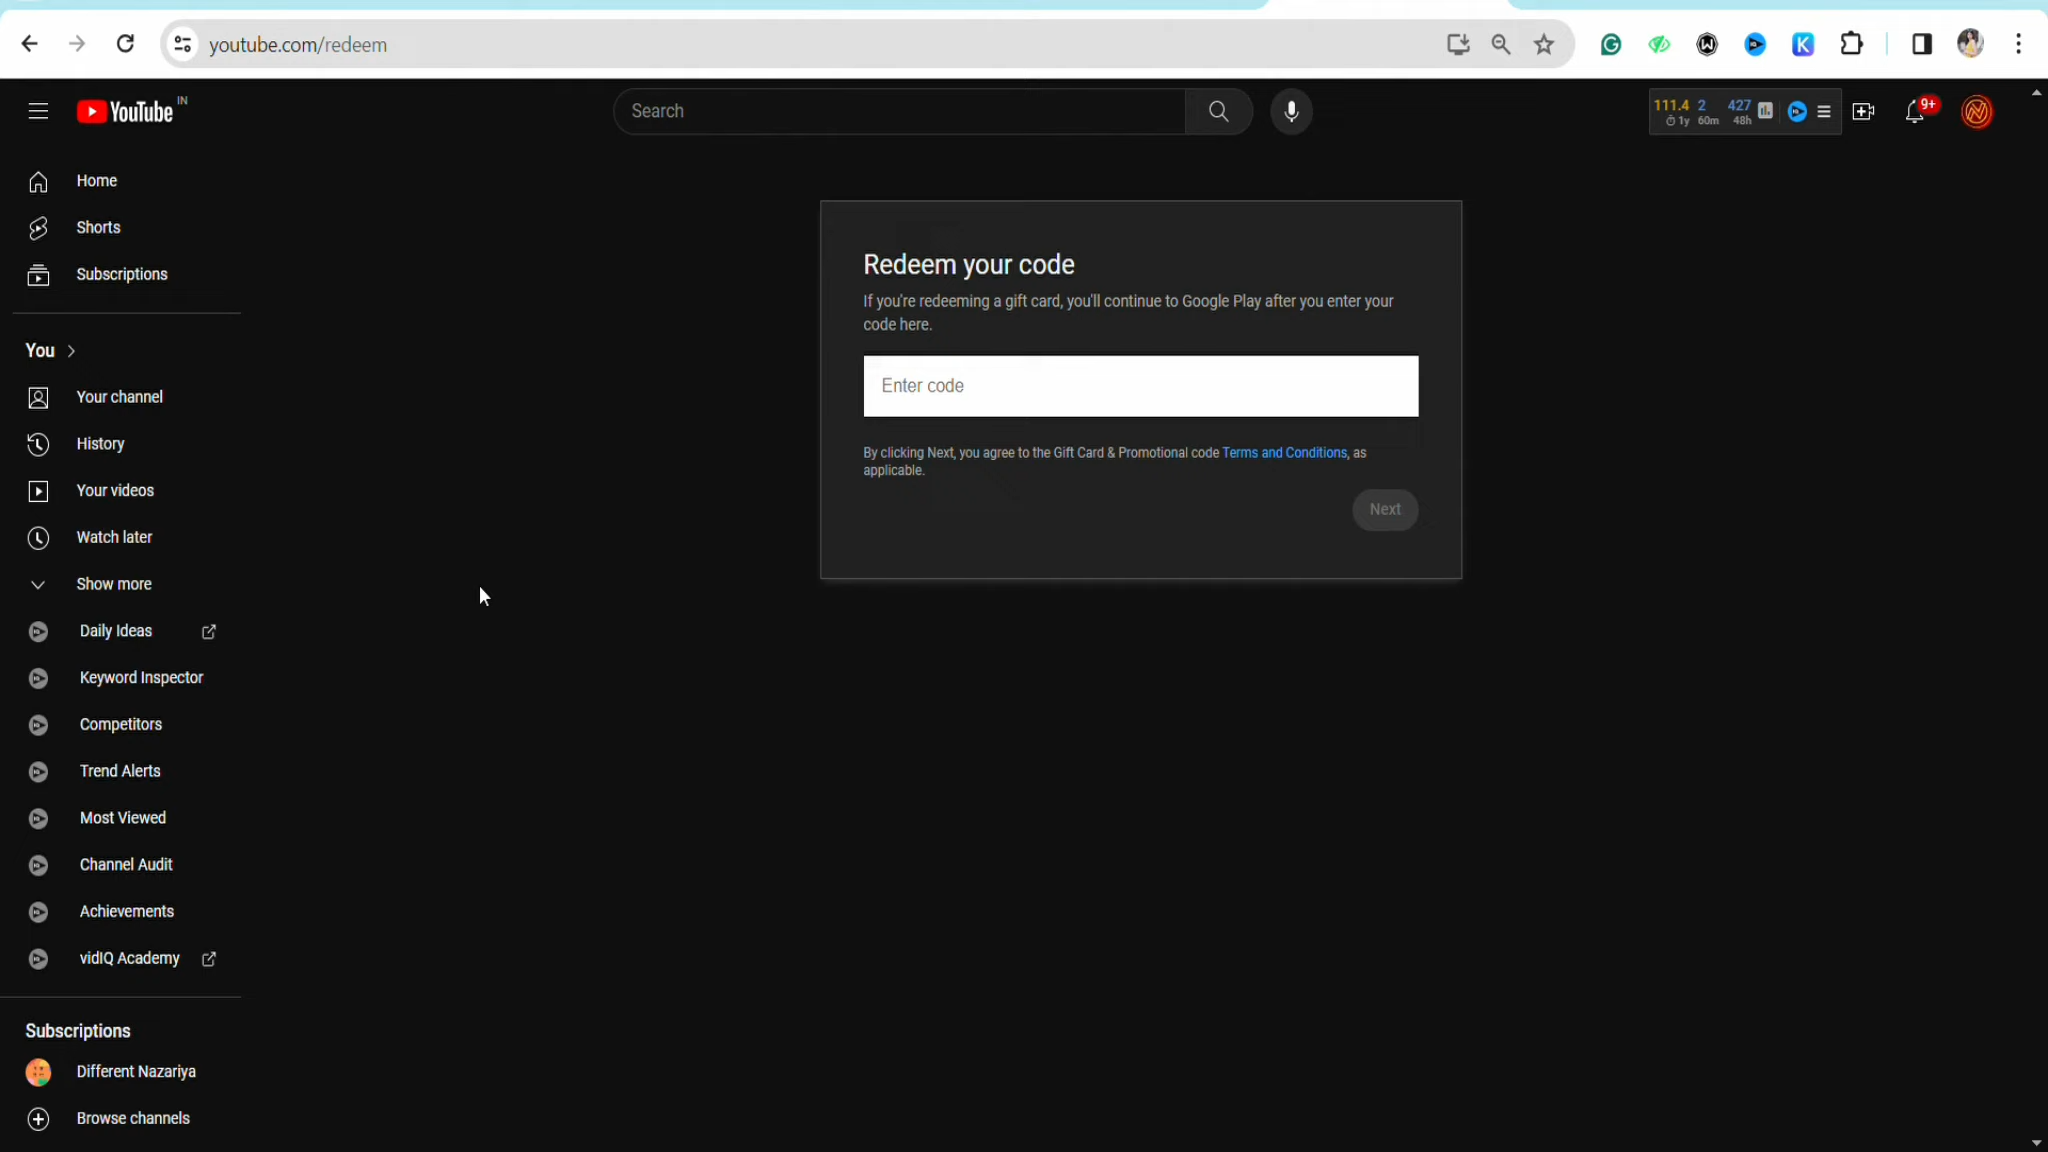 youtube.com/redeem
YouTube IN
Search
111.4 2 427
1y 60m 48h
9+
Home
Shorts
Subscriptions
You
Your channel
History
Your videos
Watch later
Show more
Daily Ideas
Keyword Inspector
Competitors
Trend Alerts
Most Viewed
Channel Audit
Achievements
vidIQ Academy
Subscriptions
Different Nazariya
Browse channels
Redeem your code
If you're redeeming a gift card, you'll continue to Google Play after you enter your
code here.
Enter code
By clicking Next, you agree to the Gift Card & Promotional code Terms and Conditions, as
applicable.
Next